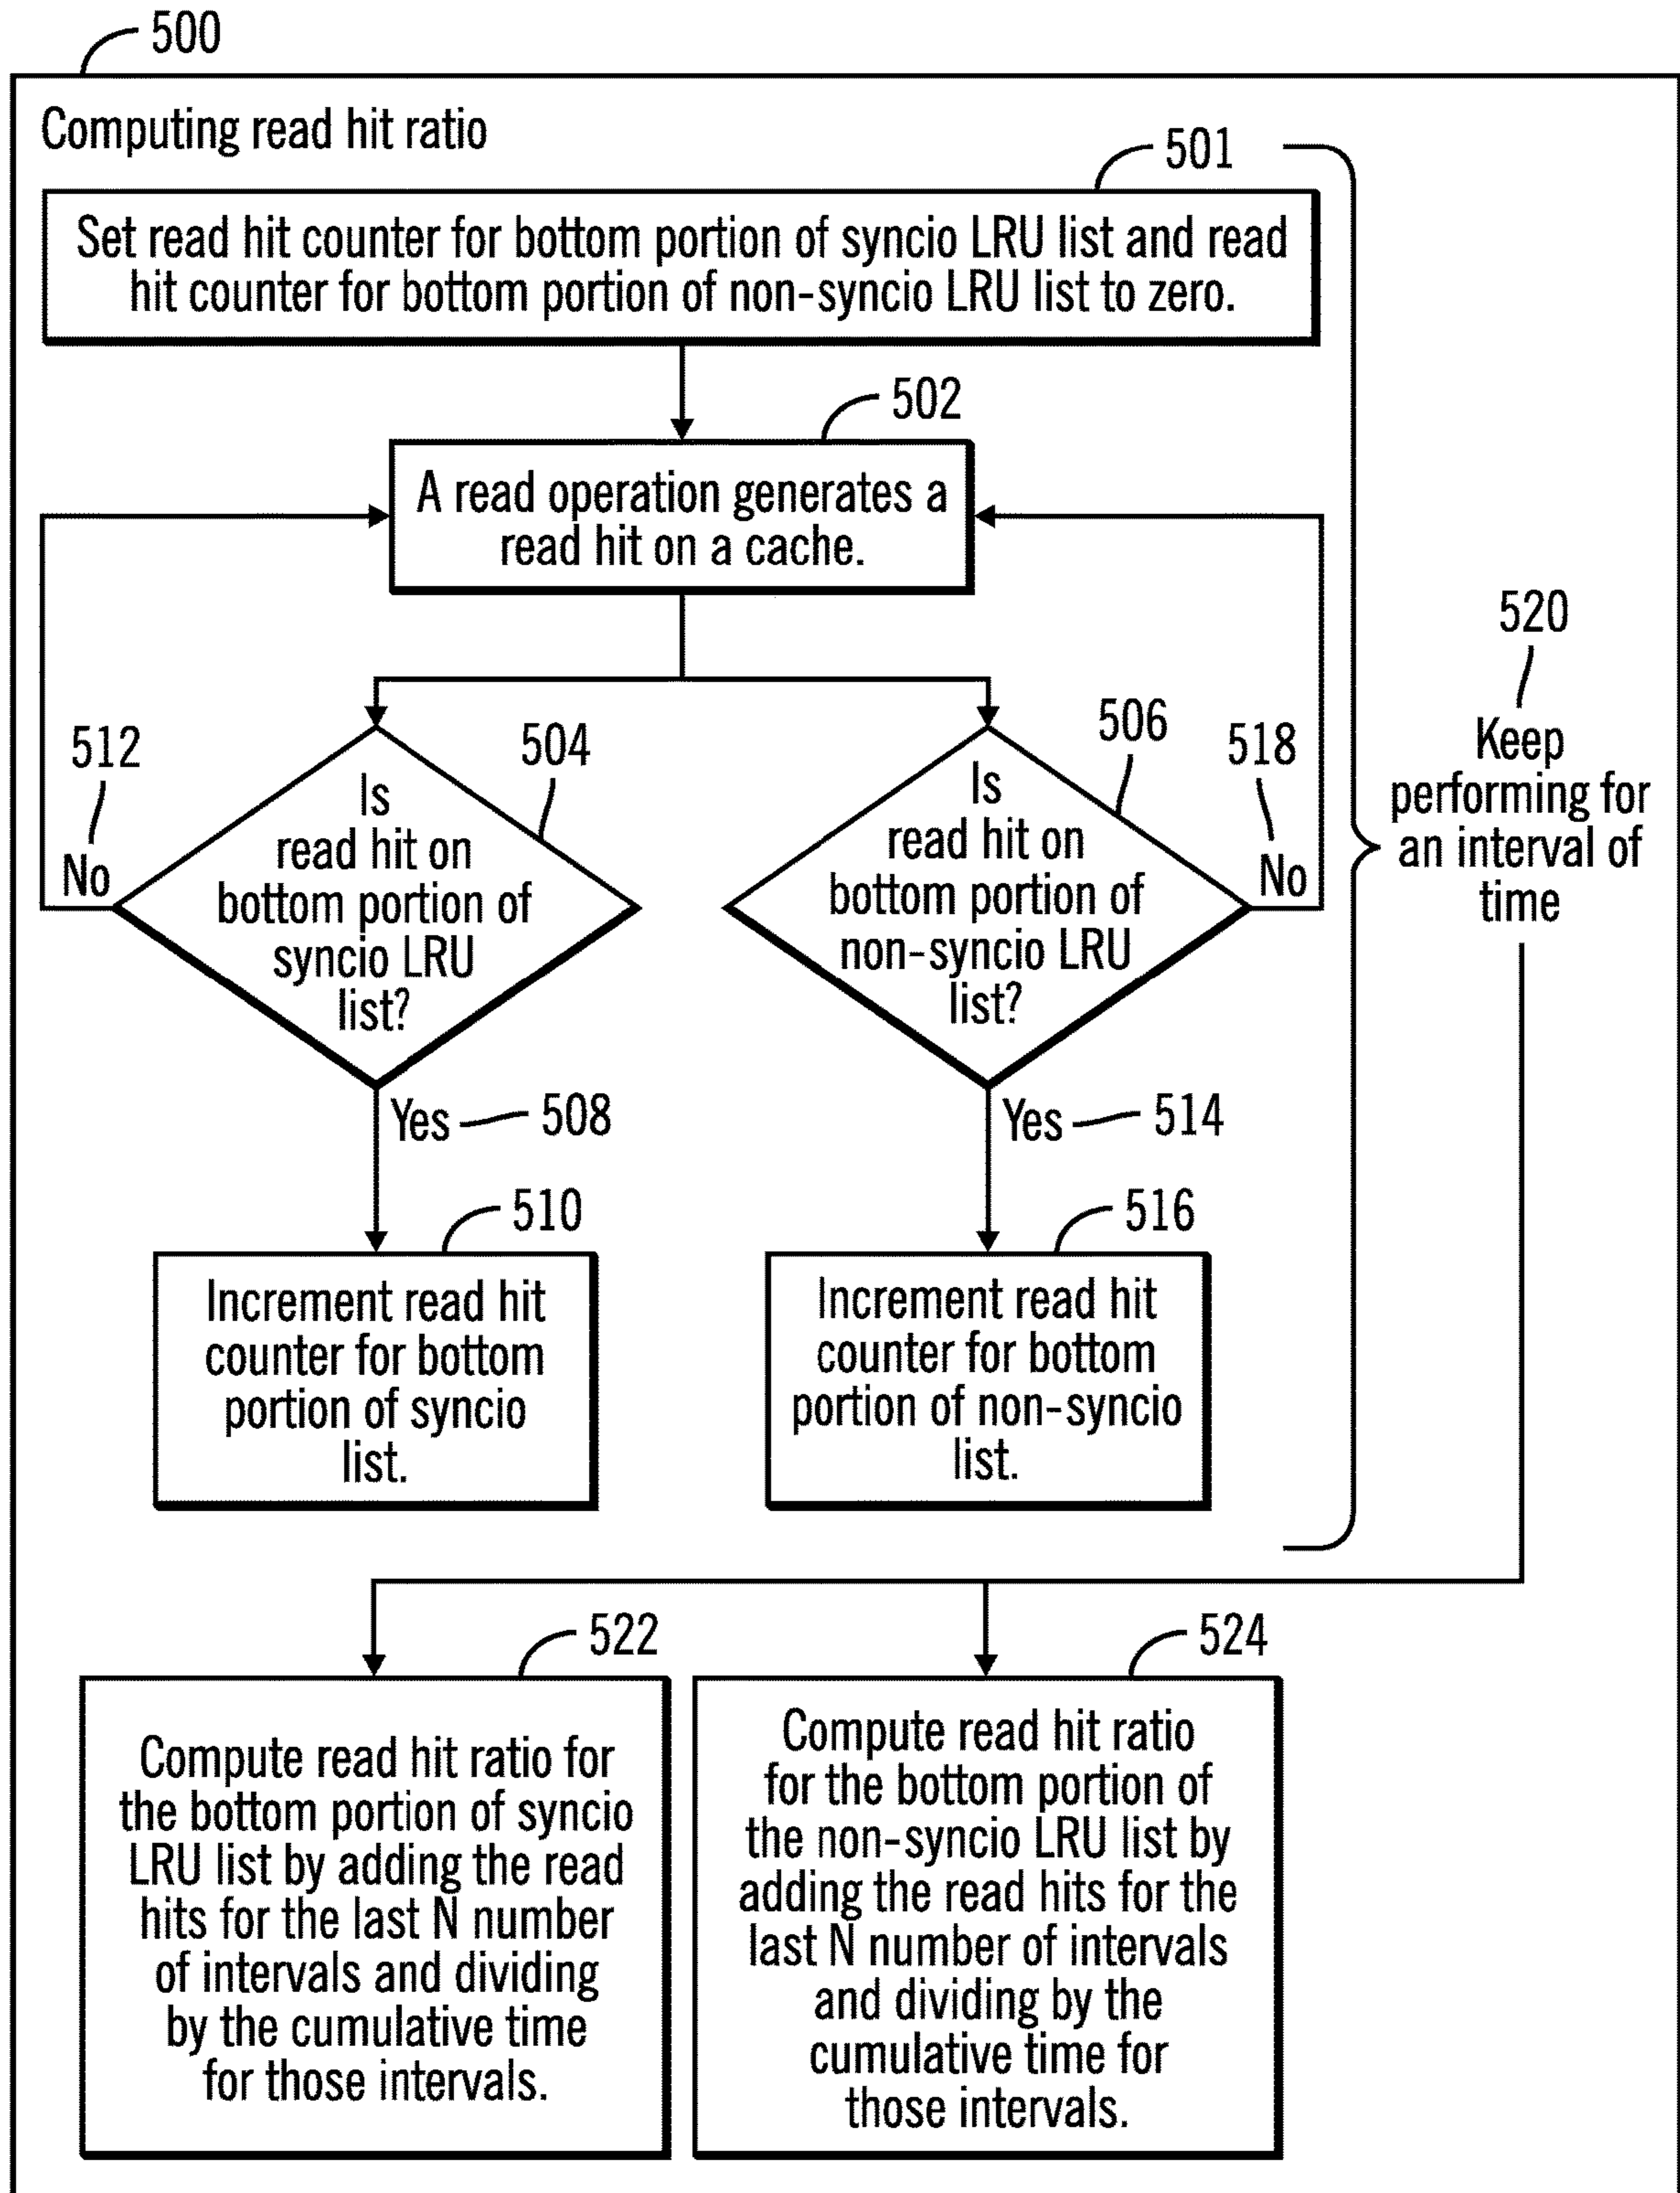 500
Computing read hit ratio
501
Set read hit counter for bottom portion of syncio LRU list and read
hit counter for bottom portion of non-syncio LRU list to zero.
502
A read operation generates a
read hit on a cache.
520
Keep
performing for
an interval of
time
512
No
504
Is
read hit on
bottom portion of
syncio LRU
list?
506
Is
read hit on
bottom portion of
non-syncio LRU
list?
518
No
Yes
508
Yes
514
510
Increment read hit
counter for bottom
portion of syncio
list.
516
Increment read hit
counter for bottom
portion of non-syncio
list.
522
Compute read hit ratio for
the bottom portion of syncio
LRU list by adding the read
hits for the last N number
of intervals and dividing
by the cumulative time
for those intervals.
524
Compute read hit ratio
for the bottom portion of
the non-syncio LRU list by
adding the read hits for the
last N number of intervals
and dividing by the
cumulative time for
those intervals.